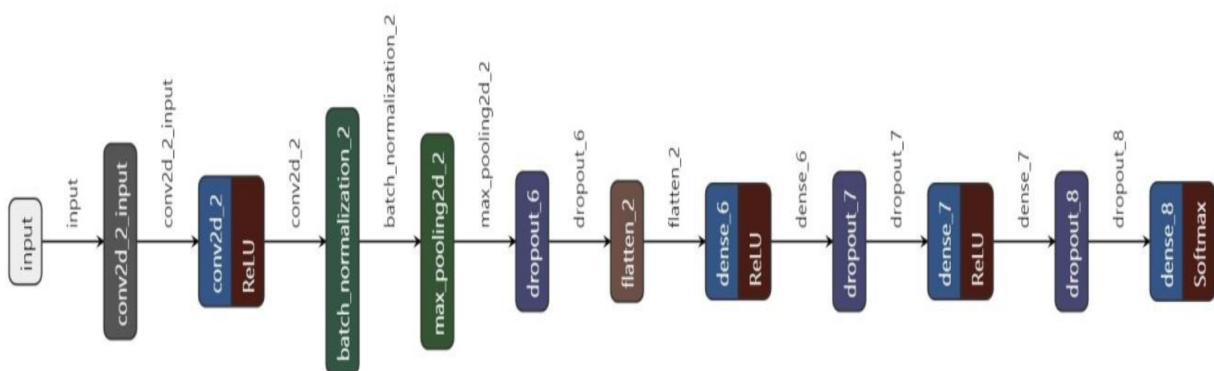 input
input
conv2d_2_input
conv2d_2_input
conv2d_2
ReLU
conv2d_2
batch_normalization_2
batch_normalization_2
max_pooling2d_2
max_pooling2d_2
dropout_6
dropout_6
flatten_2
flatten_2
dense_6
ReLU
dense_6
dropout_7
dropout_7
dense_7
ReLU
dense_7
dropout_8
dropout_8
dense_8
Softmax